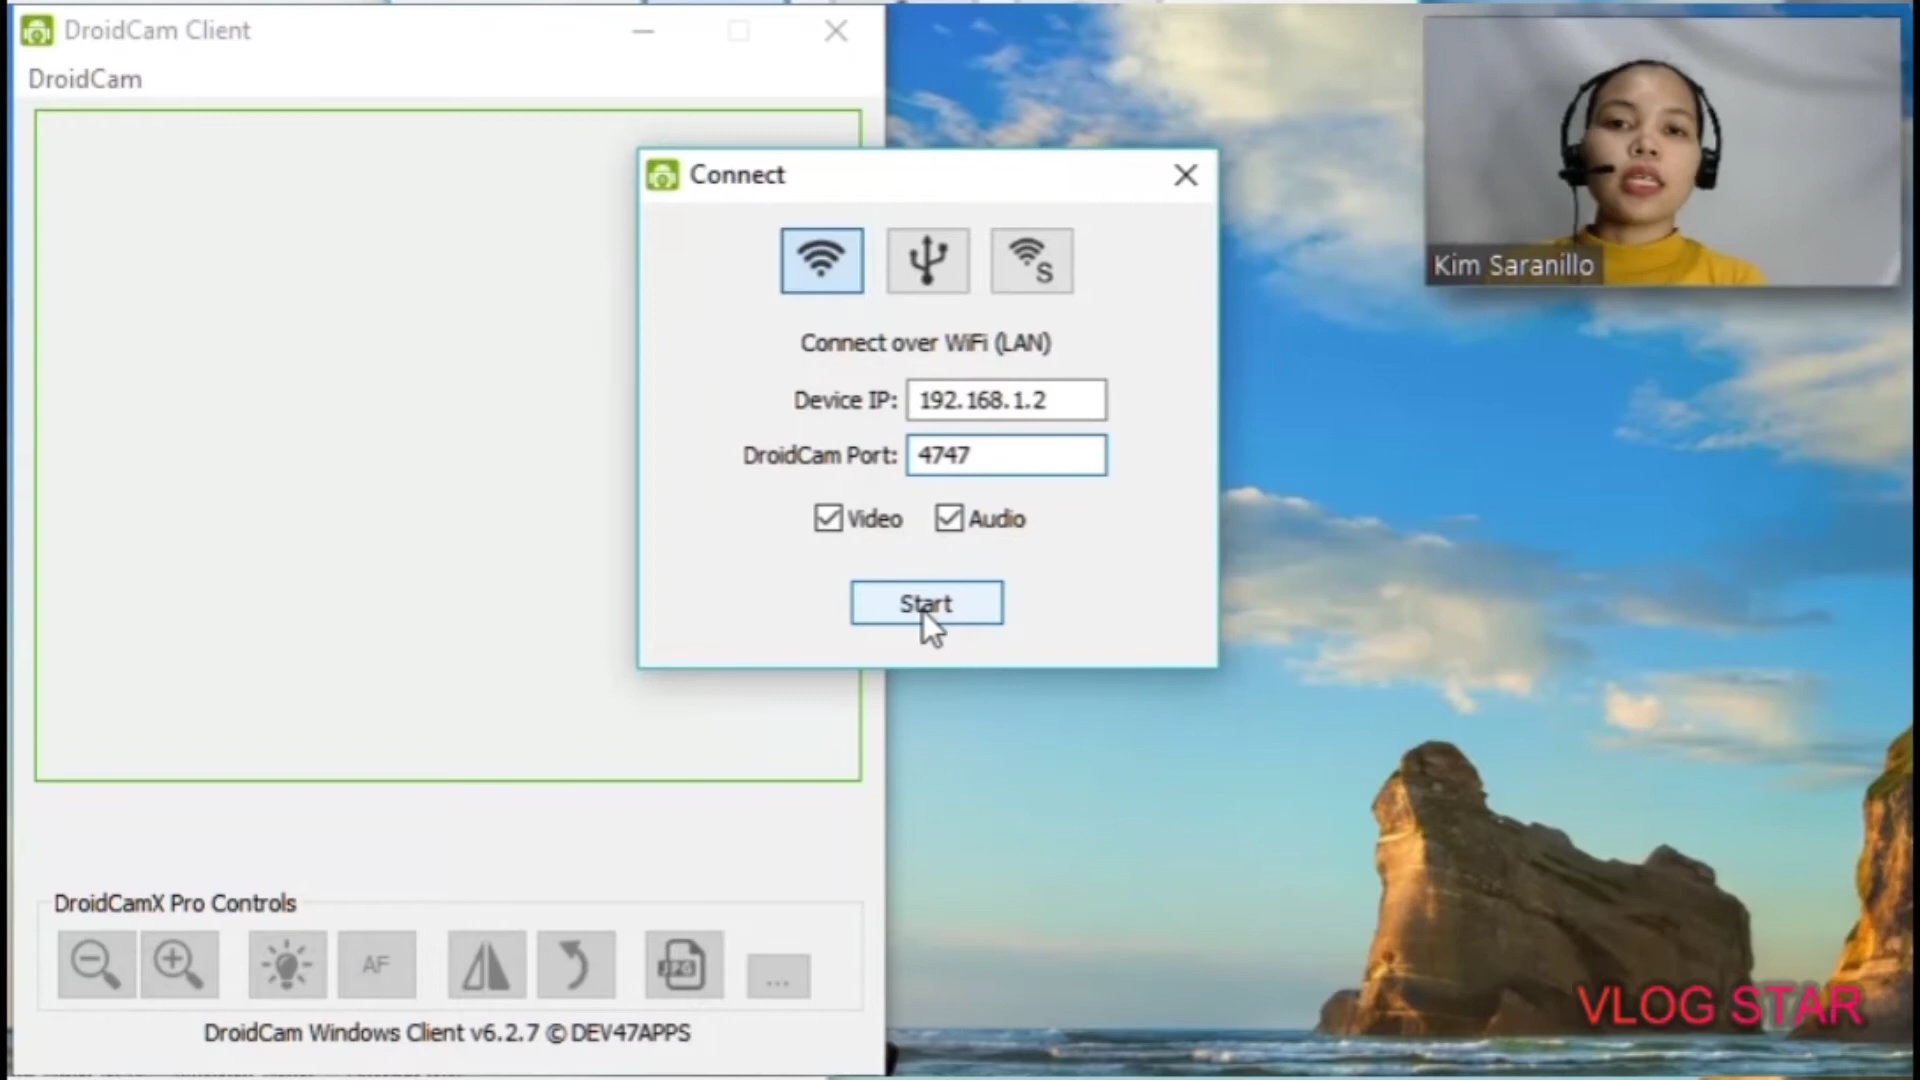 DroidCam Client
DroidCam
Connect
S
Connect over WiFi (LAN)
Device IP: 192.168.1.2
DroidCam Port: 4747
Video Audio
Start
Kim Saranillo
DroidCamX Pro Controls
AF
JPG
...
DroidCam Windows Client v6.2.7 © DEV47APPS
VLOG STAR